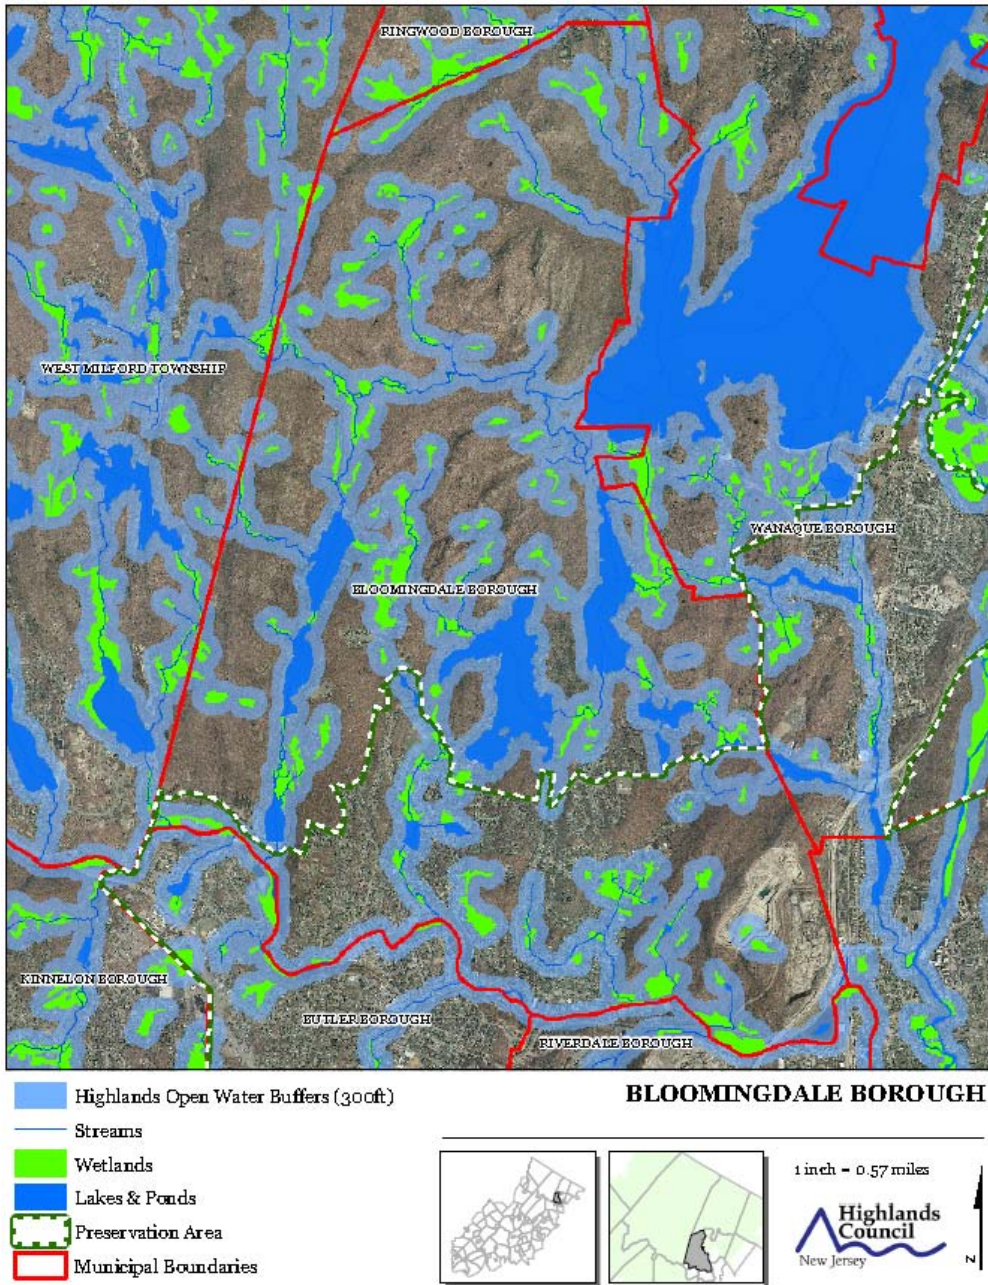 RINGWOOD BOROUGH
WEST MILFORD TOWNSHIP
WANAQUE BOROUGH
BLOOMINGDALE BOROUGH
KINNELON BOROUGH
BUTLER BOROUGH
RIVERDALE BOROUGH
BLOOMINGDALE BOROUGH
Highlands Open Water Buffers (300ft)
Streams
Wetlands
Lakes & Ponds
Preservation Area
Municipal Boundaries
1 inch = 0.57 miles
Highlands
Council
New Jersey
N